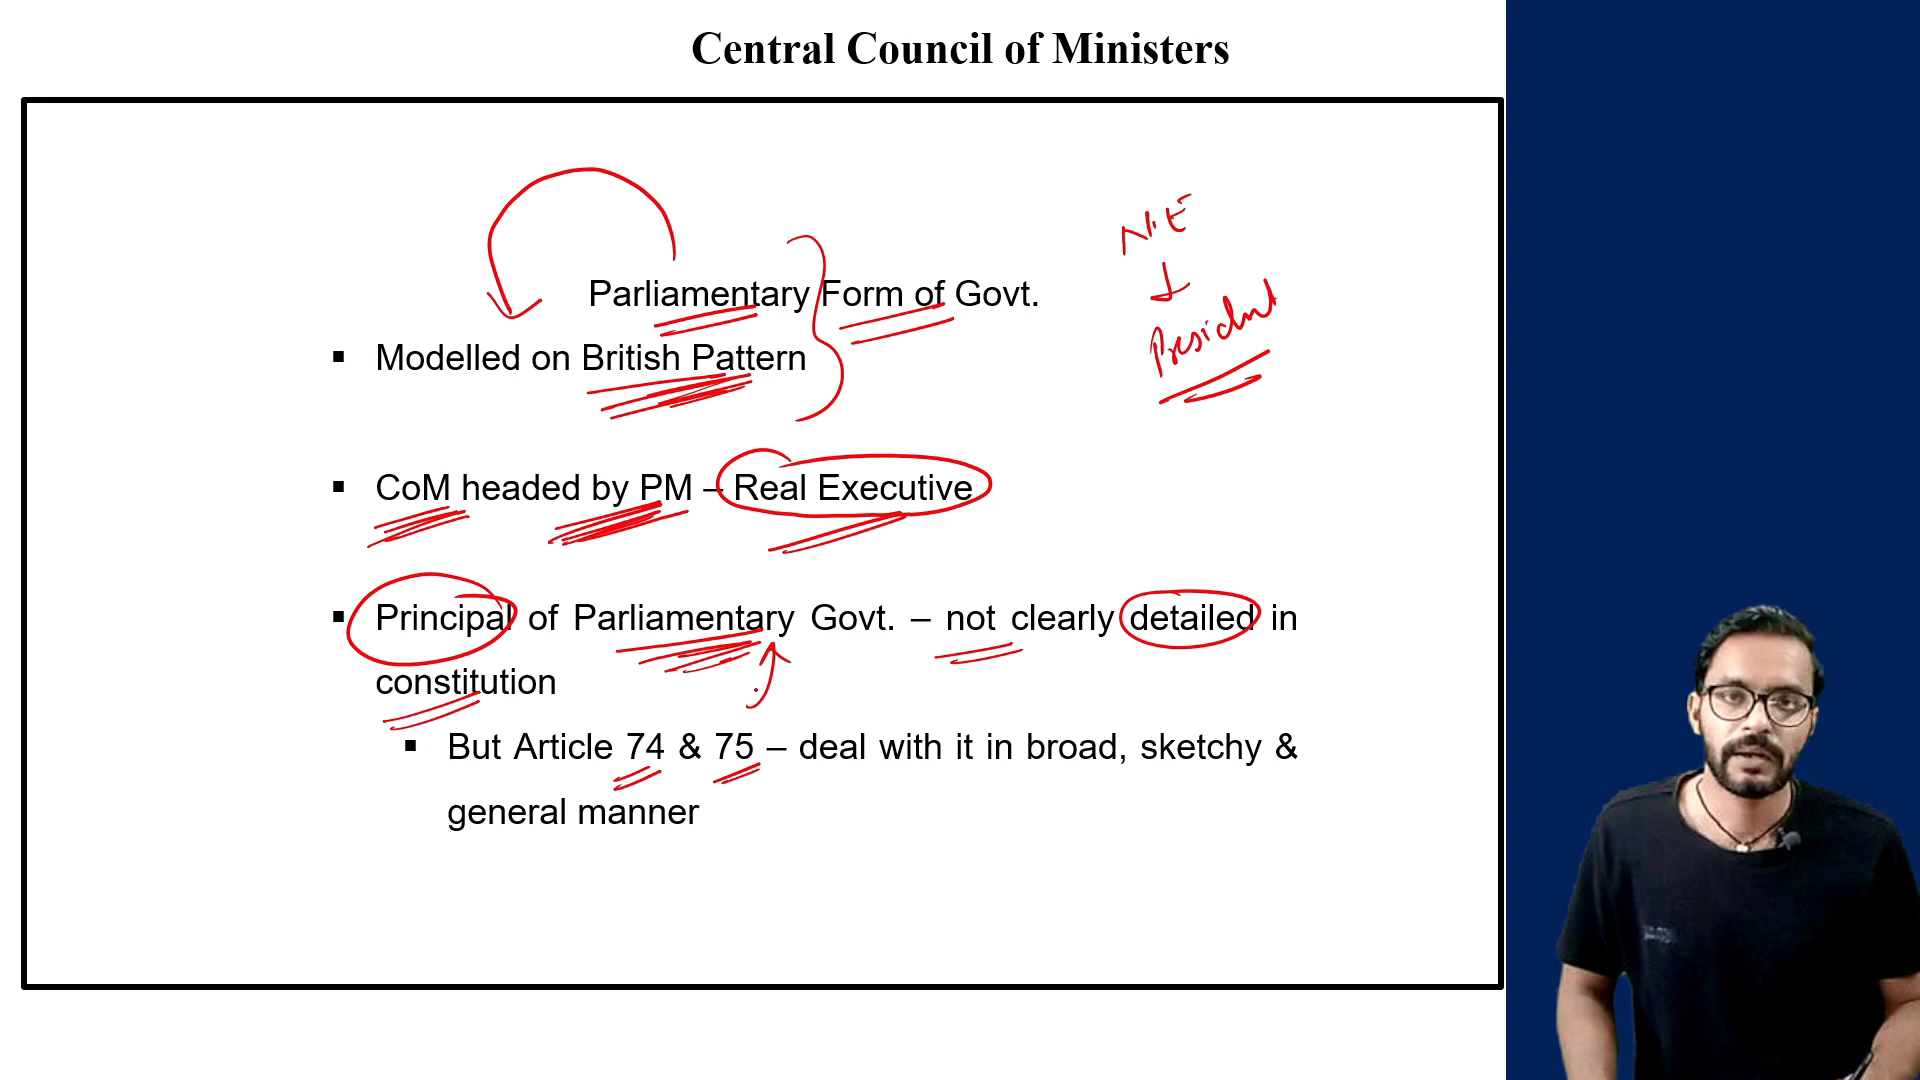 Central Council of Ministers
N.E
President
Parliamentary Form of Govt.
▪ Modelled on British Pattern
▪ CoM headed by PM – Real Executive
▪ Principal of Parliamentary Govt. – not clearly detailed in
constitution
▪ But Article 74 & 75 – deal with it in broad, sketchy &
general manner